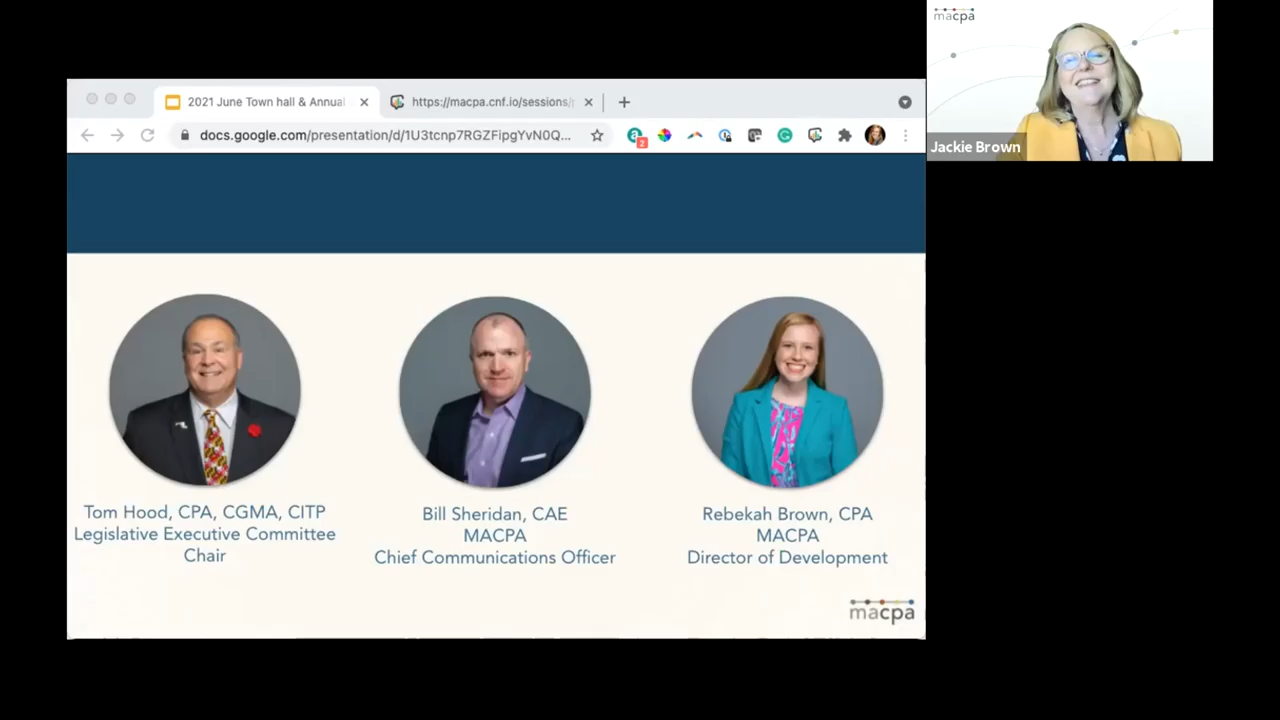 macpa
Jackie Brown
2021 June Town hall & Annual
https://macpa.cnf.io/sessions/
docs.google.com/presentation/d/1U3tcnp7RGZFipgYvN0Q...
2
Tom Hood, CPA, CGMA, CITP
Legislative Executive Committee
Chair
Bill Sheridan, CAE
MACPA
Chief Communications Officer
Rebekah Brown, CPA
MACPA
Director of Development
macpa